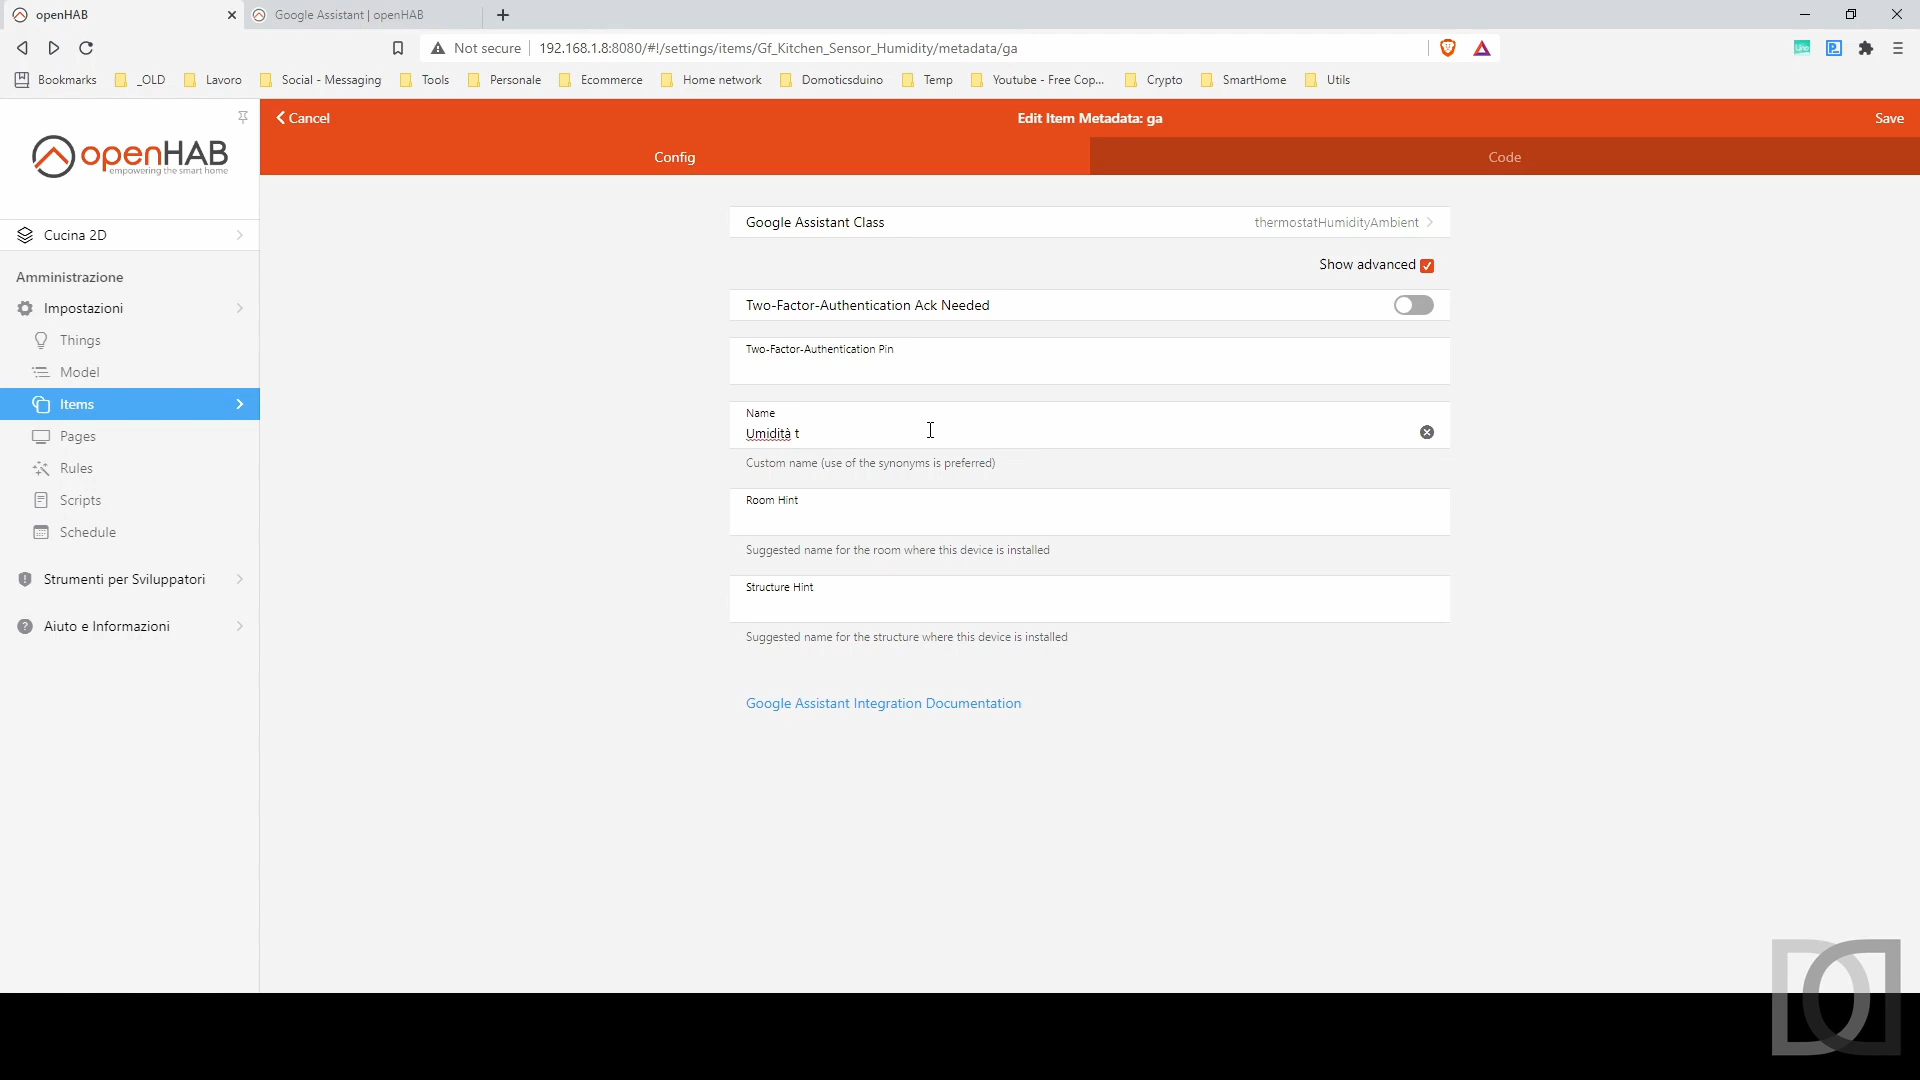 openHAB
Google Assistant | openHAB
Not secure
192.168.1.8:8080/#!/settings/items/Gf_Kitchen_Sensor_Humidity/metadata/ga
Bookmarks
_OLD
Lavoro
Social - Messaging
Tools
Personale
Ecommerce
Home network
Domoticsduino
Temp
Youtube - Free Cop...
Crypto
SmartHome
Utils
openHAB
empowering the smart home
Cancel
Edit Item Metadata: ga
Save
Config
Code
Cucina 2D
Amministrazione
Impostazioni
Things
Model
Items
Pages
Rules
Scripts
Schedule
Strumenti per Sviluppatori
Aiuto e Informazioni
Google Assistant Class
thermostatHumidityAmbient
Show advanced
Two-Factor-Authentication Ack Needed
Two-Factor-Authentication Pin
Name
Umidità t
Custom name (use of the synonyms is preferred)
Room Hint
Suggested name for the room where this device is installed
Structure Hint
Suggested name for the structure where this device is installed
Google Assistant Integration Documentation